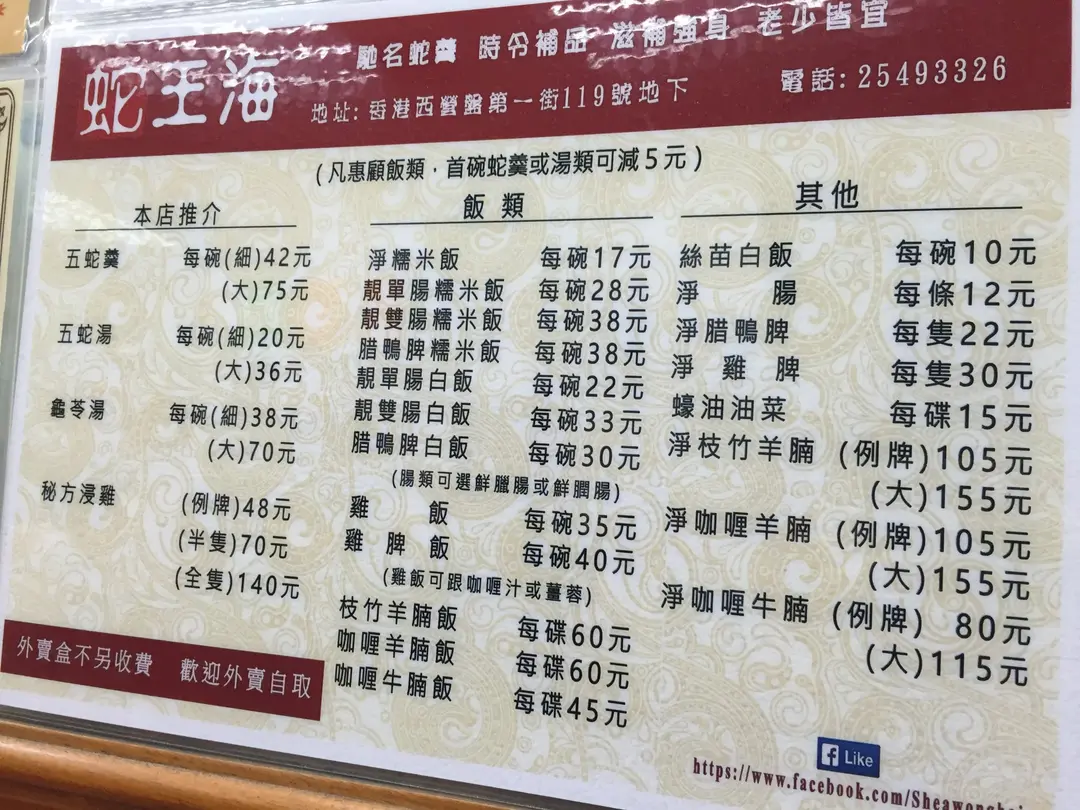 蛇王海
馳名蛇羹 時令補品 滋補強身 老少皆宜
地址: 香港西營盤第一街119號地下
電話: 25493326
(凡惠顧飯類，首碗蛇羹或湯類可減5元)
本店推介
五蛇羹 每碗(細)42元
(大)75元
五蛇湯 每碗(細)20元
(大)36元
龜苓湯 每碗(細)38元
(大)70元
秘方浸雞 (例牌)48元
(半隻)70元
(全隻)140元
外賣盒不另收費 歡迎外賣自取
飯類
淨糯米飯 每碗17元
靚單腸糯米飯 每碗28元
靚雙腸糯米飯 每碗38元
腊鴨脾糯米飯 每碗38元
靚單腸白飯 每碗22元
靚雙腸白飯 每碗33元
腊鴨脾白飯 每碗30元
(腸類可選鮮臘腸或鮮潤腸)
雞飯 每碗35元
雞脾飯 每碗40元
(雞飯可跟咖喱汁或薑蓉)
枝竹羊腩飯 每碟60元
咖喱羊腩飯 每碟60元
咖喱牛腩飯 每碟45元
其他
絲苗白飯 每碗10元
淨腸 每條12元
淨腊鴨脾 每隻22元
淨雞脾 每隻30元
蠔油油菜 每碟15元
淨枝竹羊腩 (例牌)105元
(大)155元
淨咖喱羊腩 (例牌)105元
(大)155元
淨咖喱牛腩 (例牌) 80元
(大)115元
f Like
https://www.facebook.com/Sheawong